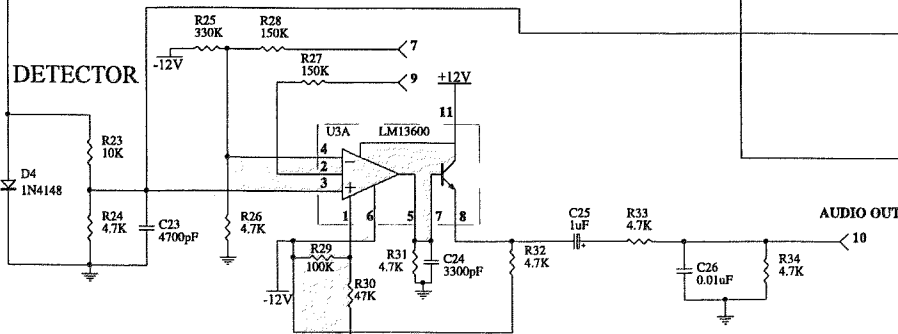 R25
330K
R28
150K
7
-12V
R27
150K
9
DETECTOR
+12V
11
U3A
LM13600
R23
10K
4
2
3
D4
1N4148
1
6
5
7
8
R24
4.7K
C23
4700pF
R26
4.7K
C25
1uF
R33
4.7K
AUDIO OUT
10
R29
100K
R31
4.7K
C24
3300pF
R32
4.7K
C26
0.01uF
R34
4.7K
-12V
R30
47K